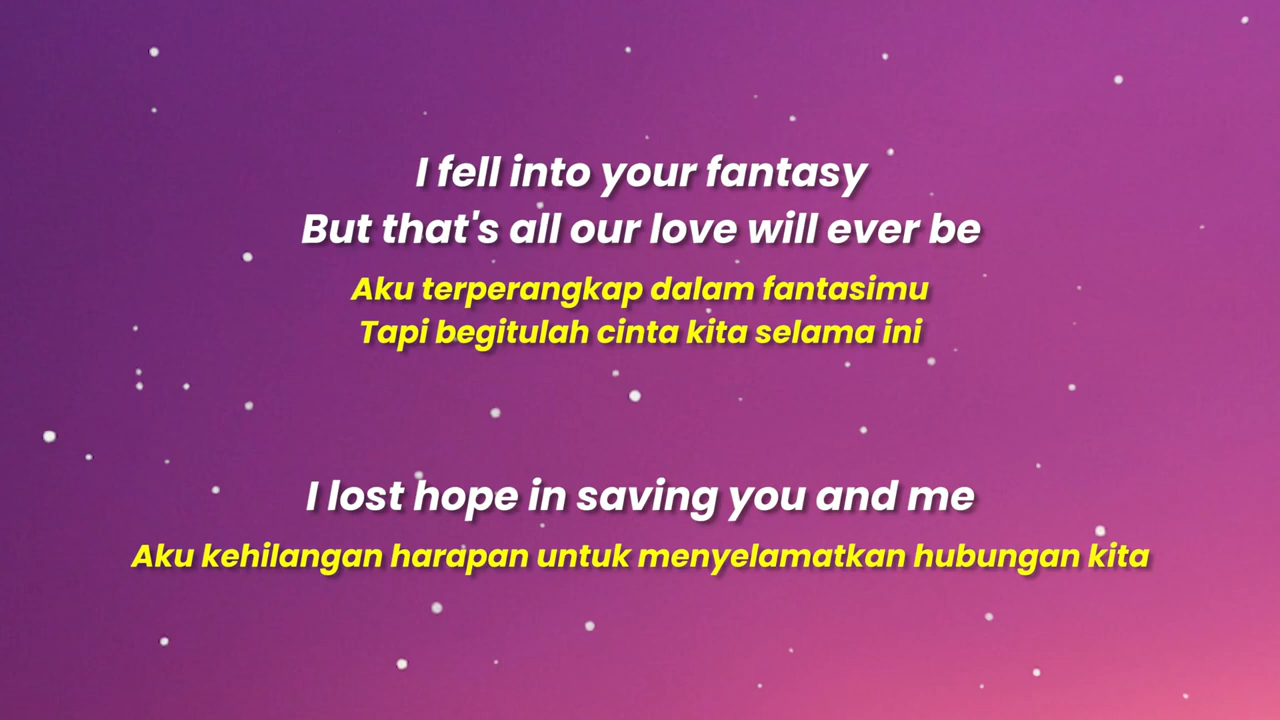 I fell into your fantasy
But that's all our love will ever be
Aku terperangkap dalam fantasimu
Tapi begitulah cinta kita selama ini
I lost hope in saving you and me
Aku kehilangan harapan untuk menyelamatkan hubungan kita